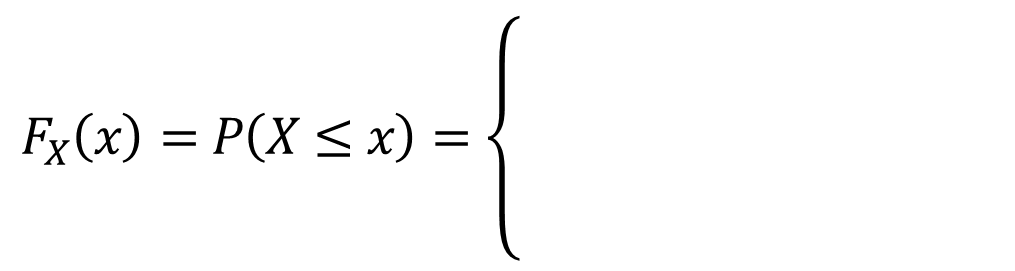 F_X(x) = P(X ≤ x) = {